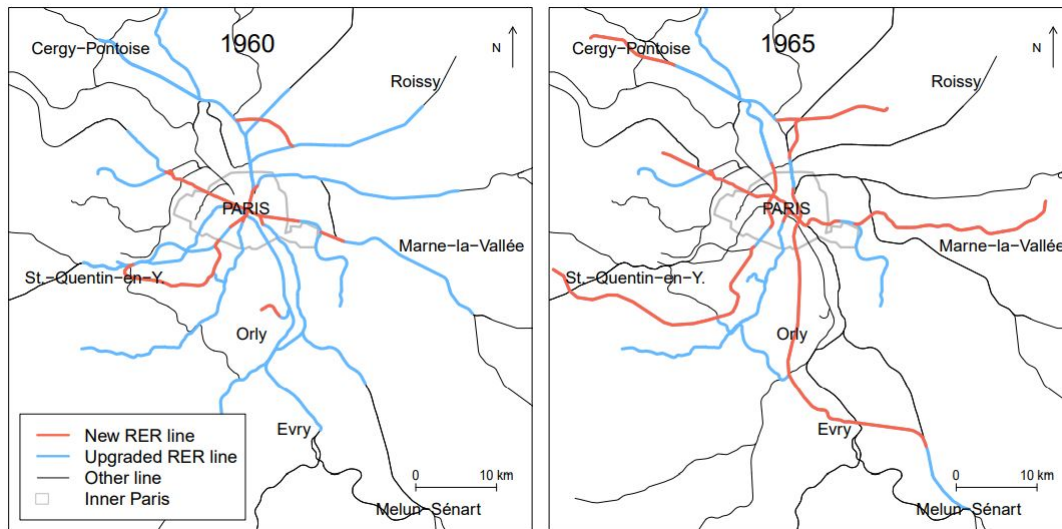 1960
Cergy−Pontoise
N
Roissy
PARIS
Marne−la−Vallée
St.−Quentin−en−Y.
Orly
Evry
New RER line
Upgraded RER line
Other line
Inner Paris
0 10 km
Melun−Sénart
1965
Cergy−Pontoise
N
Roissy
PARIS
Marne−la−Vallée
St.−Quentin−en−Y.
Orly
Evry
0 10 km
Melun−Sénart